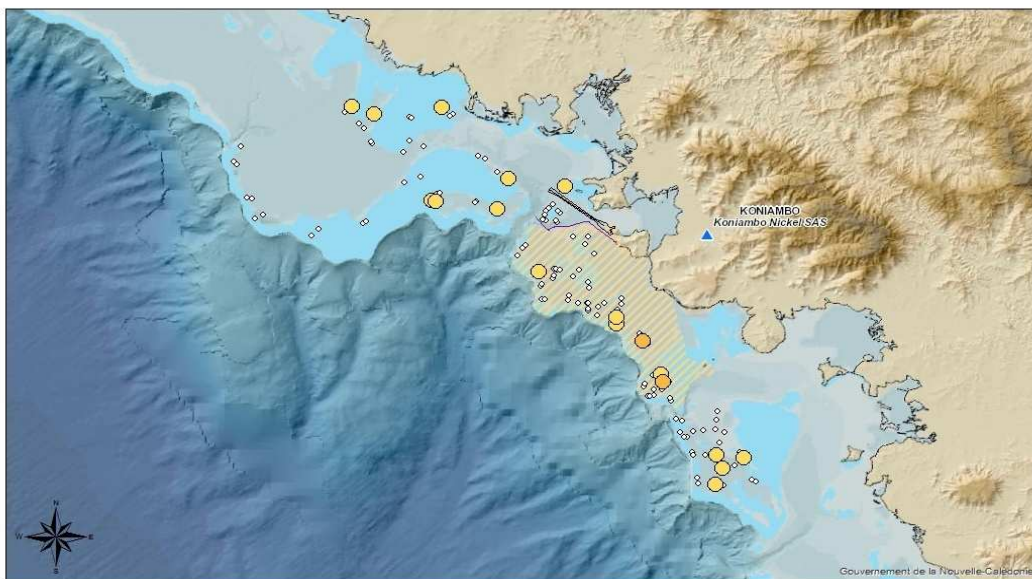 KONIAMBO
Koniambo Nickel SAS
N
W
E
S
Gouvernement de la Nouvelle-Calédonie